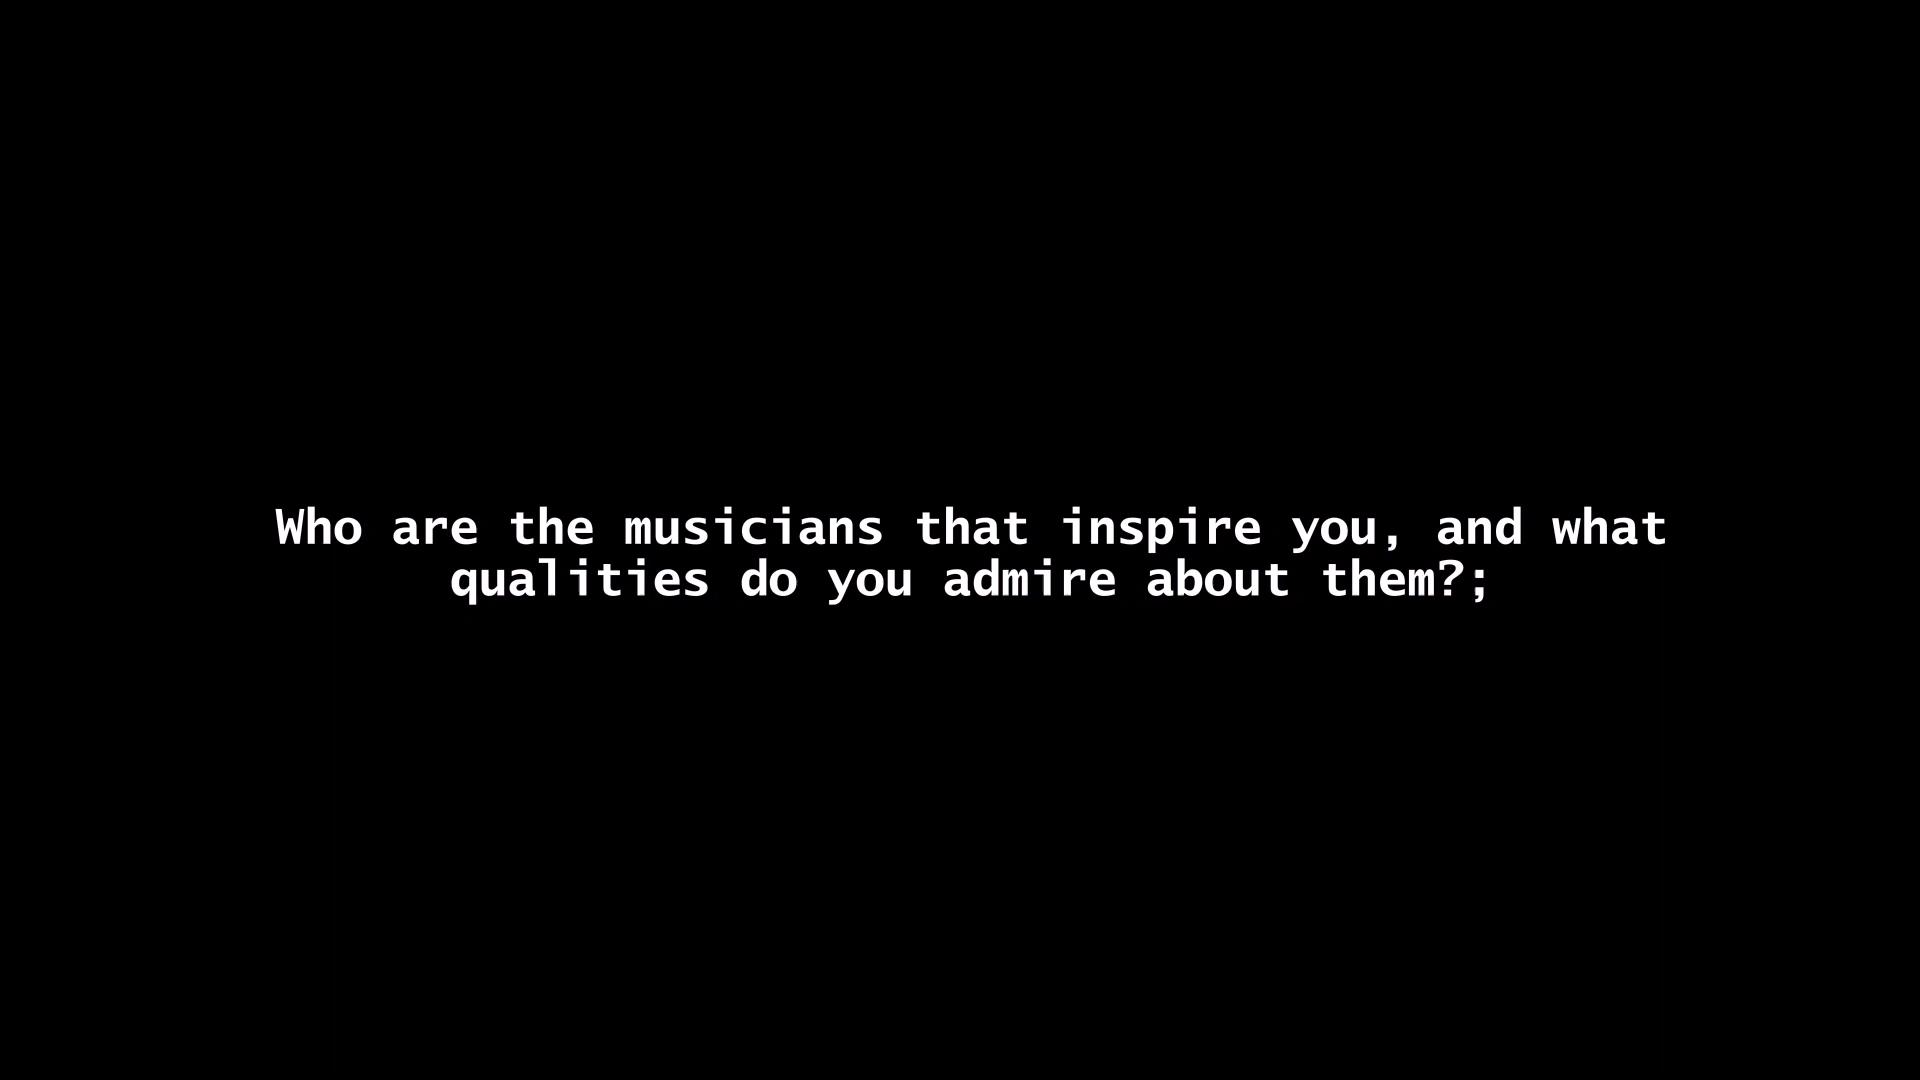 Who are the musicians that inspire you, and what
qualities do you admire about them?;